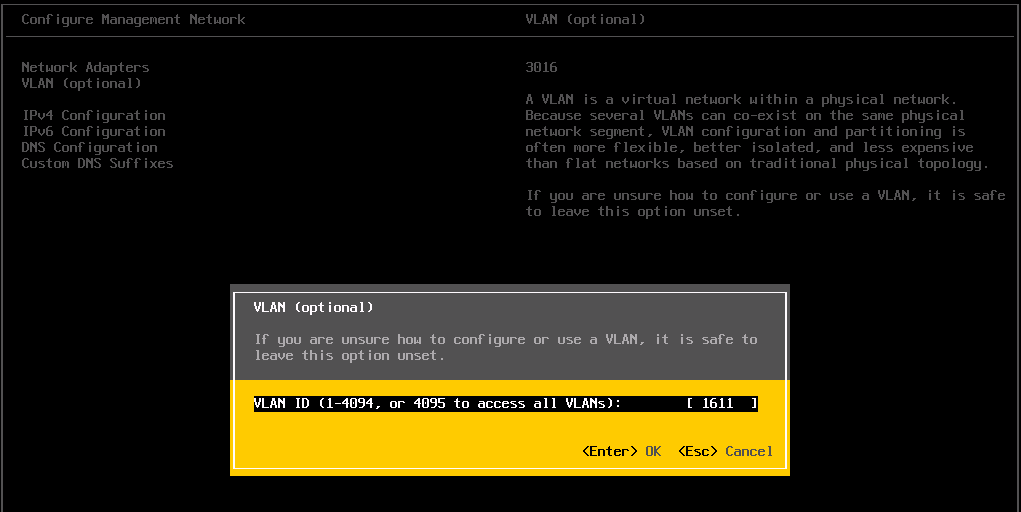 Configure Management Network
VLAN (optional)
Network Adapters
VLAN (optional)
IPv4 Configuration
IPv6 Configuration
DNS Configuration
Custom DNS Suffixes
3016
A VLAN is a virtual network within a physical network.
Because several VLANs can co-exist on the same physical
network segment, VLAN configuration and partitioning is
often more flexible, better isolated, and less expensive
than flat networks based on traditional physical topology.
If you are unsure how to configure or use a VLAN, it is safe
to leave this option unset.
VLAN (optional)
If you are unsure how to configure or use a VLAN, it is safe to
leave this option unset.
VLAN ID (1-4094, or 4095 to access all VLANs): [ 1611 ]
<Enter> OK <Esc> Cancel